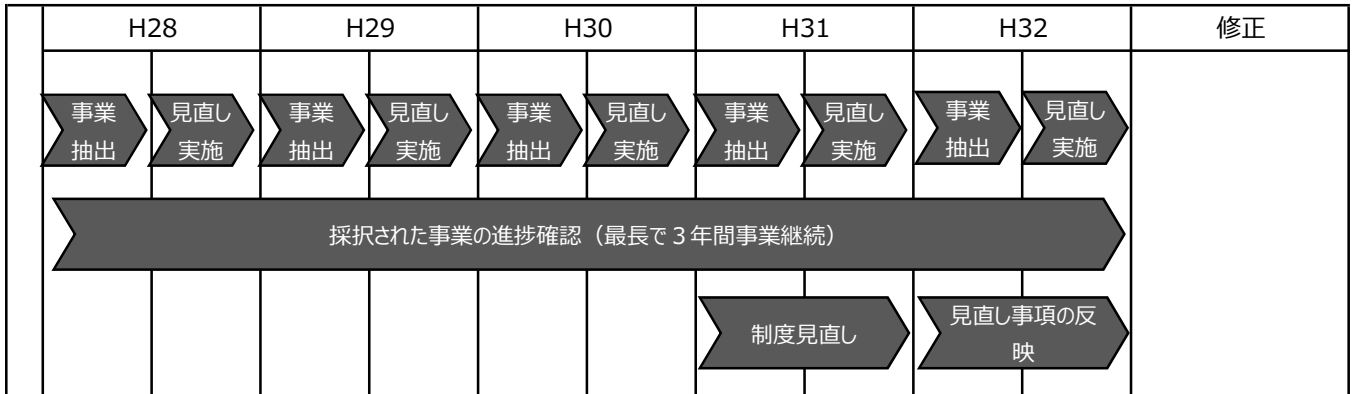 H28 H29 H30 H31 H32 修正
事業 見直し 事業 見直し 事業 見直し 事業 見直し 事業 見直し
抽出 実施 抽出 実施 抽出 実施 抽出 実施 抽出 実施
採択された事業の進捗確認（最長で３年間事業継続）
制度見直し
見直し事項の反
映